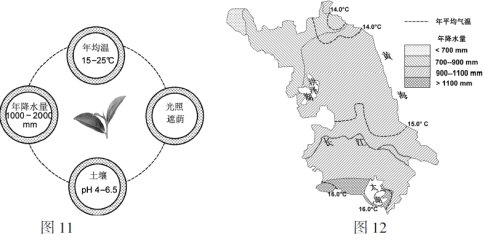 年均温
15-25℃
年降水量
1000-2000
mm
光照
遮荫
土壤
pH 4-6.5
图 11
14.0°C
14.0°C
15.0°C
16.0°C
16.0°C
太
湖
年平均气温
年降水量
< 700 mm
700-900 mm
900-1100 mm
> 1100 mm
图 12